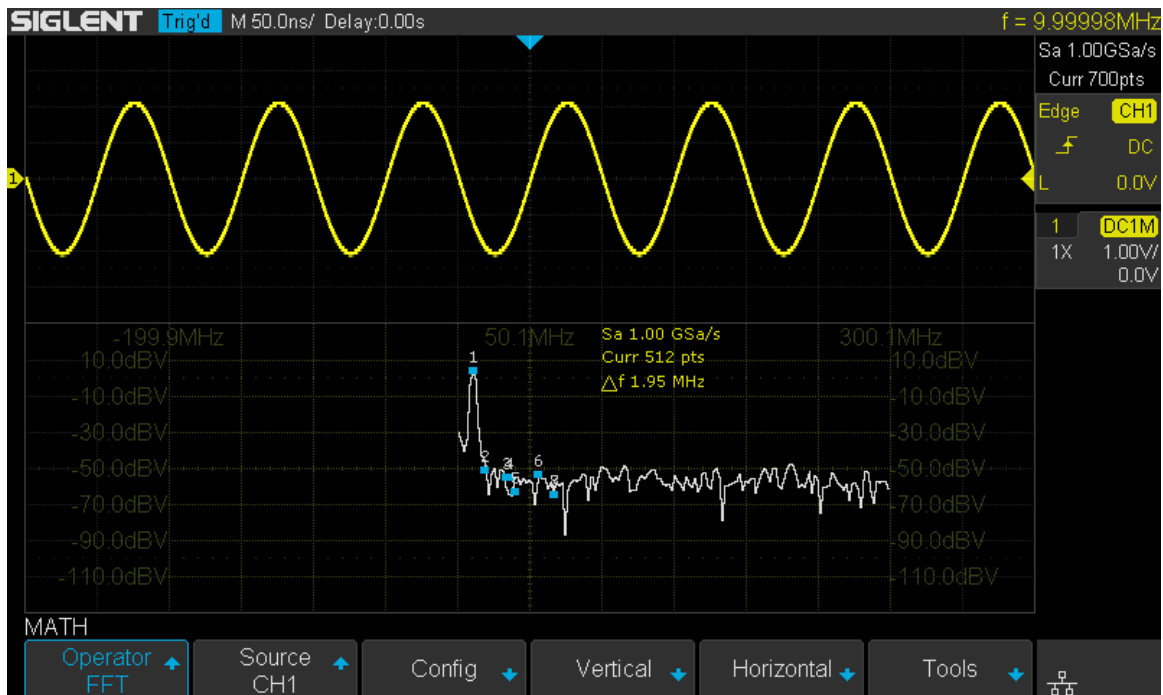 SIGLENT Trig'd M 50.0ns/ Delay:0.00s f = 9.99998MHz
Sa 1.00GSa/s
Curr 700pts
Edge CH1
DC
L 0.0V
1 DC1M
1X 1.00V/
0.0V
1
-199.9MHz 50.1MHz 300.1MHz
Sa 1.00 GSa/s
Curr 512 pts
△f 1.95 MHz
10.0dBV 10.0dBV
-10.0dBV -10.0dBV
-30.0dBV -30.0dBV
-50.0dBV -50.0dBV
-70.0dBV -70.0dBV
-90.0dBV -90.0dBV
-110.0dBV -110.0dBV
1
2
6
MATH
Operator Source Config Vertical Horizontal Tools
FFT CH1